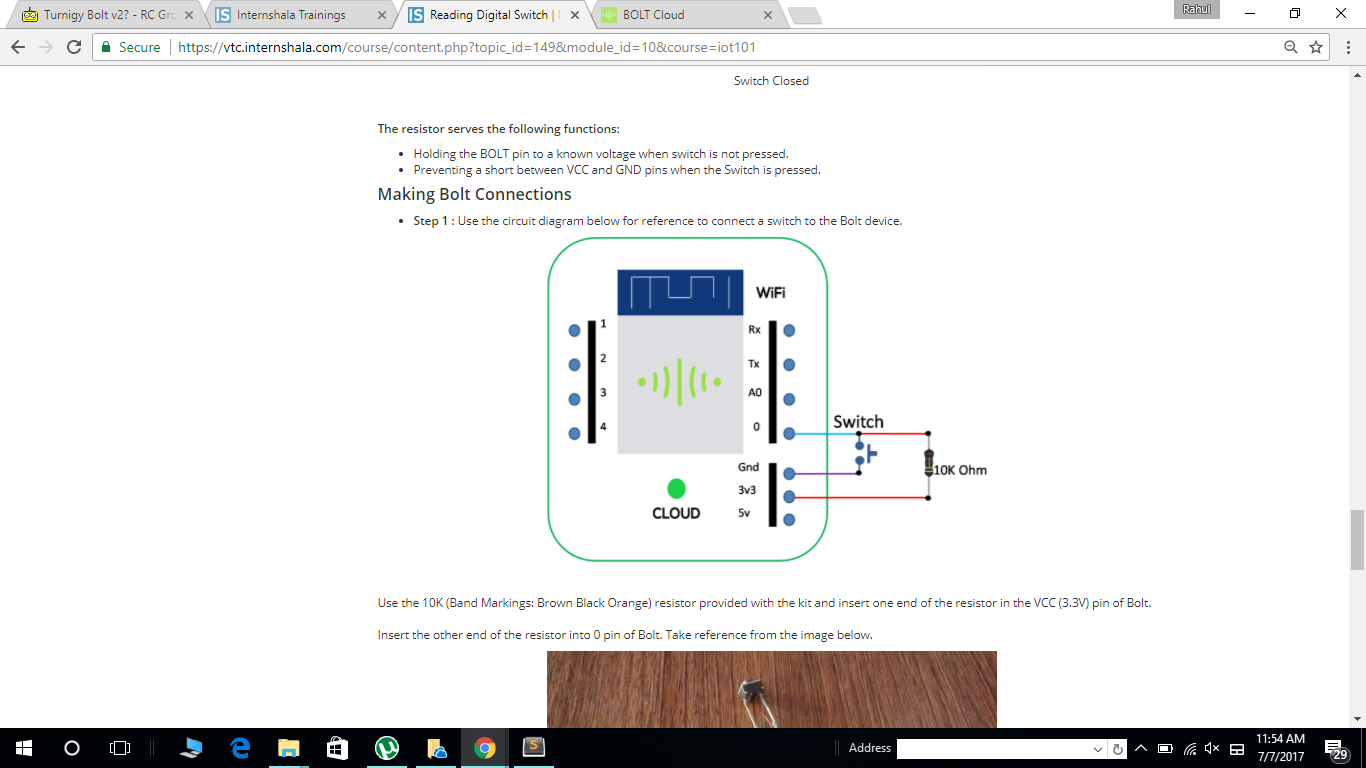 Turnigy Bolt v2? - RC Gro
Internshala Trainings
Reading Digital Switch |
BOLT Cloud
Rahul
Secure
https://vtc.internshala.com/course/content.php?topic_id=149&module_id=10&course=iot101
Switch Closed
The resistor serves the following functions:
Holding the BOLT pin to a known voltage when switch is not pressed.
Preventing a short between VCC and GND pins when the Switch is pressed.
Making Bolt Connections
Step 1 : Use the circuit diagram below for reference to connect a switch to the Bolt device.
WiFi
1
Rx
2
Tx
3
A0
4
0
Switch
Gnd
3v3
10K Ohm
CLOUD
5v
Use the 10K (Band Markings: Brown Black Orange) resistor provided with the kit and insert one end of the resistor in the VCC (3.3V) pin of Bolt.
Insert the other end of the resistor into 0 pin of Bolt. Take reference from the image below.
Address
11:54 AM
7/7/2017
29